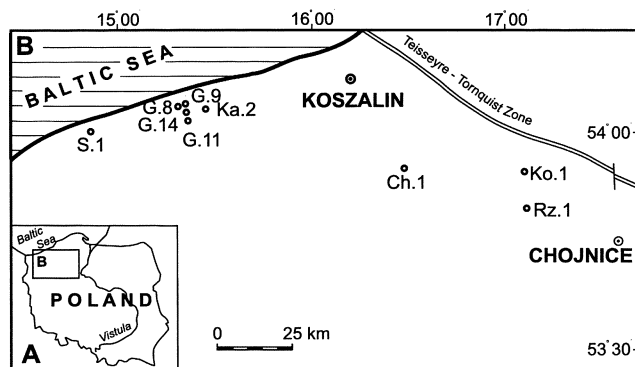 15°00'
16°00'
17°00'
B
BALTIC SEA
Teisseyre - Tornquist Zone
G.9
G.8
Ka.2
KOSZALIN
G.14
54°00'
S.1
G.11
Ch.1
Ko.1
Rz.1
Baltic
Sea
B
CHOJNICE
POLAND
Vistula
0 25 km
A
53°30'